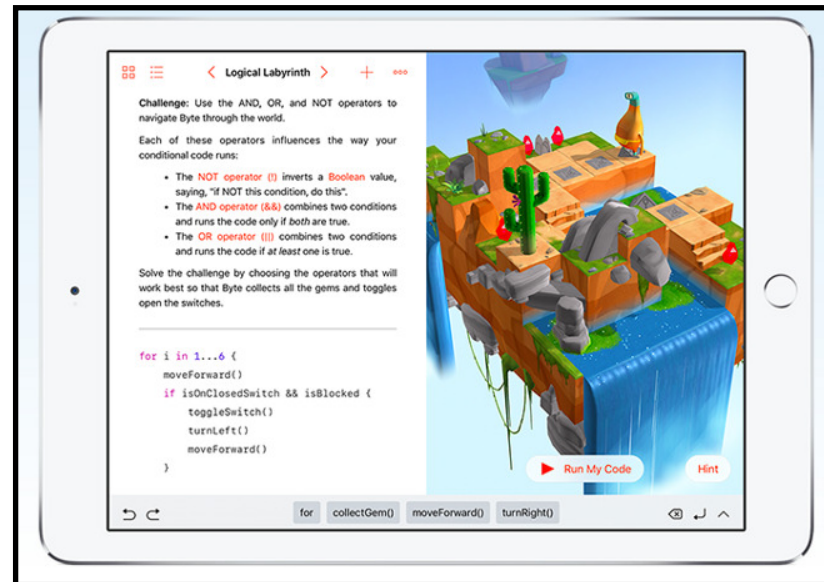 Logical Labyrinth
Challenge: Use the AND, OR, and NOT operators to
navigate Byte through the world.
Each of these operators influences the way your
conditional code runs:
• The NOT operator (!) inverts a Boolean value,
saying, "if NOT this condition, do this".
• The AND operator (&&) combines two conditions
and runs the code only if both are true.
• The OR operator (||) combines two conditions
and runs the code if at least one is true.
Solve the challenge by choosing the operators that will
work best so that Byte collects all the gems and toggles
open the switches.
for i in 1...6 {
moveForward()
if isOnClosedSwitch && isBlocked {
toggleSwitch()
turnLeft()
moveForward()
}
Run My Code
Hint
for collectGem() moveForward() turnRight()